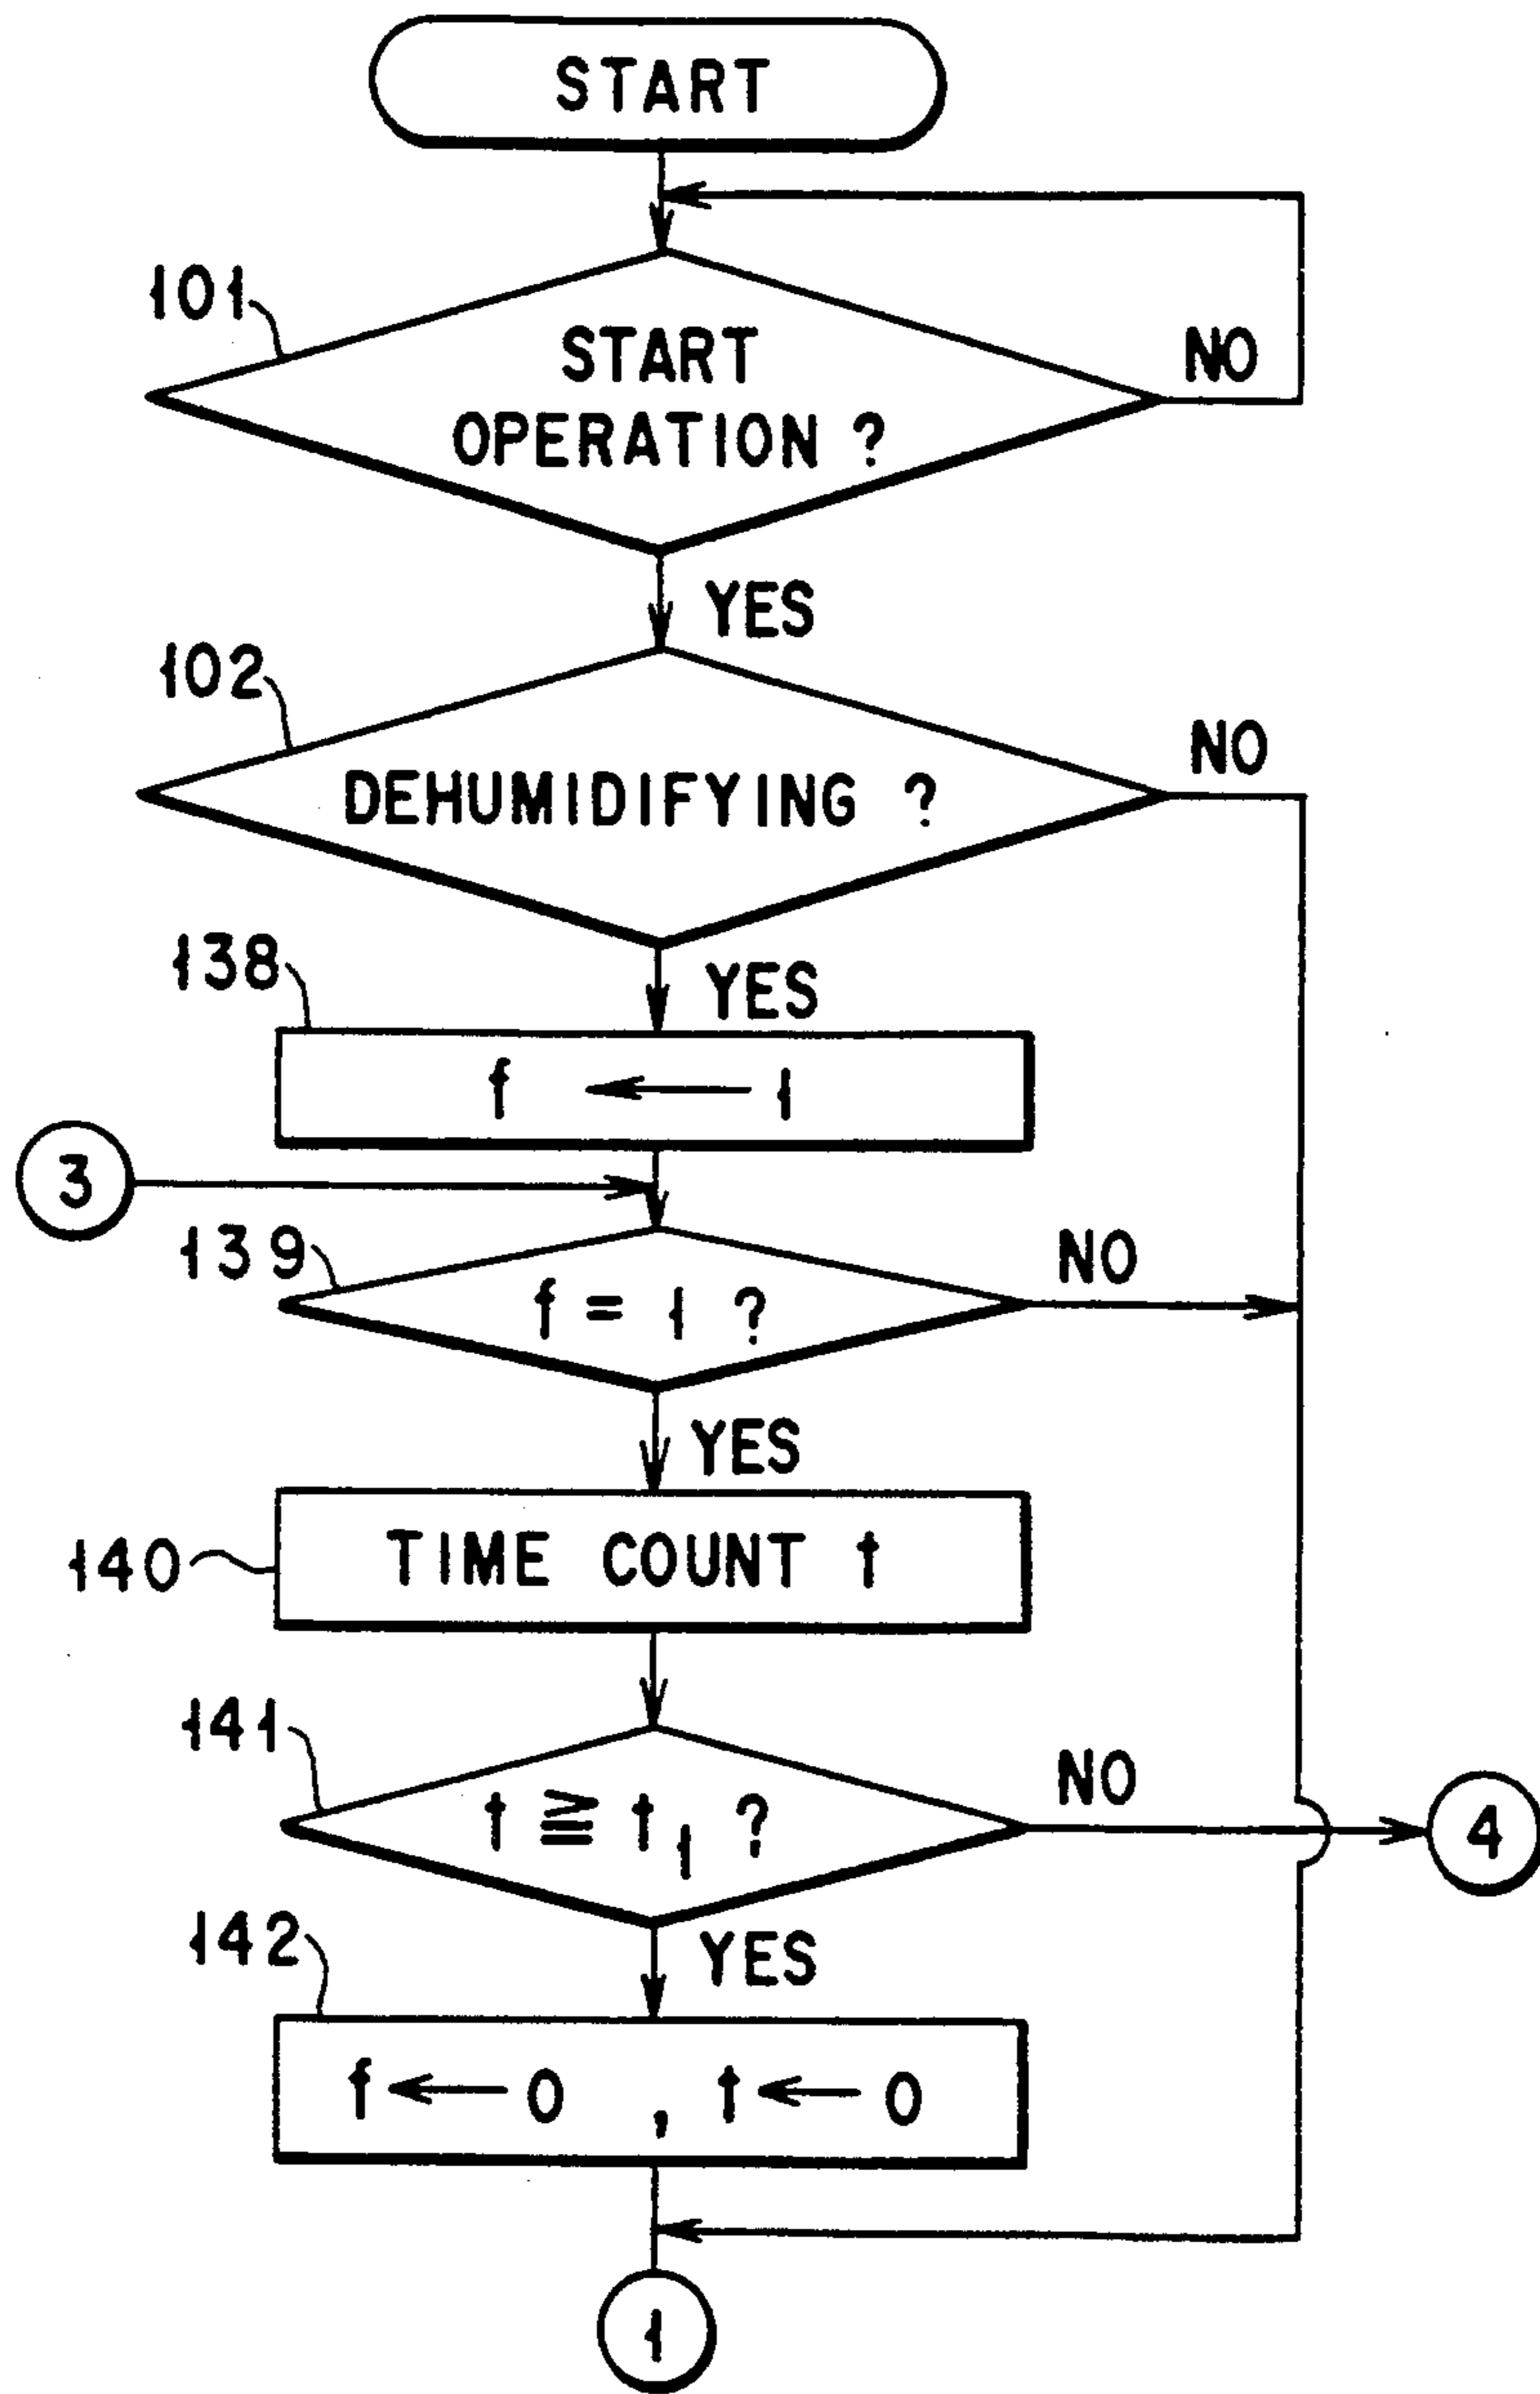 START
101
START
OPERATION ?
NO
YES
102
DEHUMIDIFYING ?
NO
YES
138
f ← 1
3
139
f = 1 ?
NO
YES
140
TIME COUNT t
141
t ≧ t₁ ?
NO
4
YES
142
f ← 0 , t ← 0
1